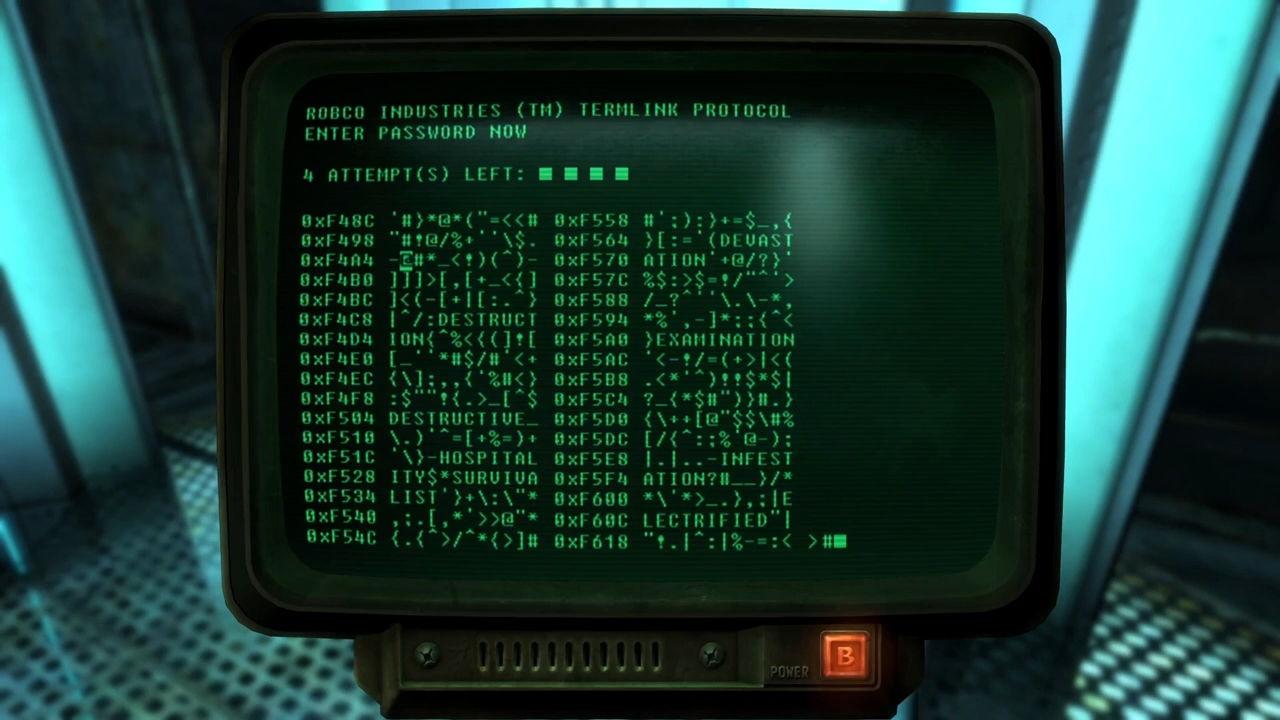 ROBCO INDUSTRIES (TM) TERMLINK PROTOCOL
ENTER PASSWORD NOW
4 ATTEMPT(S) LEFT: ■ ■ ■ ■
0xF48C '#}*@*("=<<# 0xF558 #':):}+=$_,{
0xF498 "#!@/%+''\$. 0xF564 }[:='(DEVAST
0xF4A4 -@#*_<!)(^)- 0xF570 ATION'+@/?}'
0xF4B0 ]]]>[,[+_<{] 0xF57C %$:>$=!/"^'>
0xF4BC ]<(-[+|[:.^} 0xF588 /_?^''\.\-*,
0xF4C8 |^/:DESTRUCT 0xF594 *%',-]*;:{^<
0xF4D4 ION{^%<{(]![ 0xF5A0 }EXAMINATION
0xF4E0 [_''*#$/#'<+ 0xF5AC '<-!/=(+>|<(
0xF4EC {\];,,{'%#<} 0xF5B8 .<*'^)!!$*$|
0xF4F8 :$""!{.>_[^$ 0xF5C4 ?_{*$#")}#.}
0xF504 DESTRUCTIVE_ 0xF5D0 {\++[@"$$\#%
0xF510 \.)'^=[+%=)+ 0xF5DC [/{^::%'@-);
0xF51C '\}-HOSPITAL 0xF5E8 |.|..-INFEST
0xF528 ITY$*SURVIVA 0xF5F4 ATION?#__}/*
0xF534 LIST'}+\:\"* 0xF600 *\'*>_.},;|E
0xF540 ,:.[,*'>>@"* 0xF60C LECTRIFIED"|
0xF54C {.{^>/^*{>]# 0xF618 "!.|^:|%-=:< >#■
POWER
B